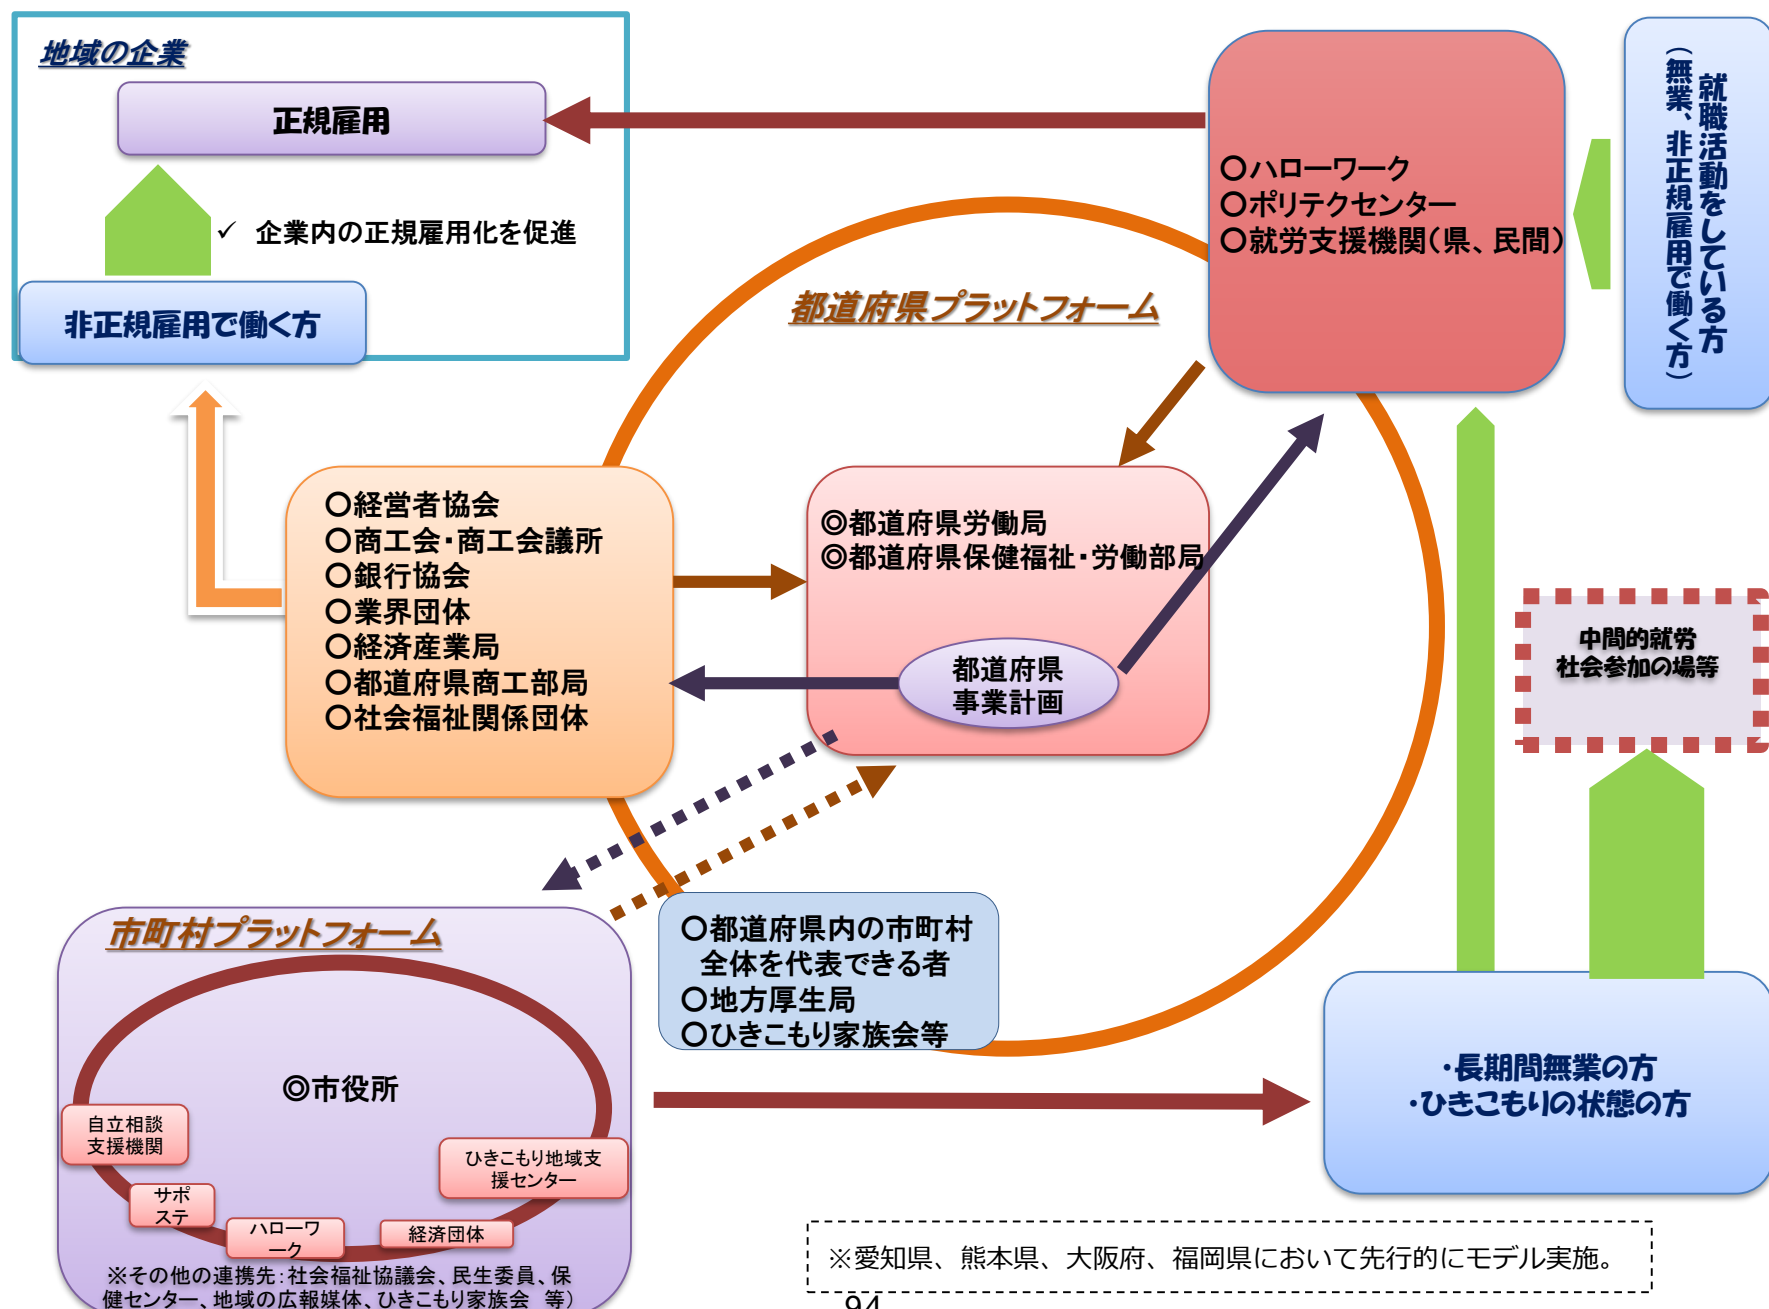 地域の企業
正規雇用
✓ 企業内の正規雇用化を促進
非正規雇用で働く方
○ハローワーク
○ポリテクセンター
○就労支援機関（県、民間）
就職活動をしている方
（無業、非正規雇用で働く方）
都道府県プラットフォーム
○経営者協会
○商工会・商工会議所
○銀行協会
○業界団体
○経済産業局
○都道府県商工部局
○社会福祉関係団体
◎都道府県労働局
◎都道府県保健福祉・労働部局
都道府県
事業計画
中間的就労
社会参加の場等
○都道府県内の市町村
全体を代表できる者
○地方厚生局
○ひきこもり家族会等
市町村プラットフォーム
◎市役所
自立相談
支援機関
サポ
ステ
ハローワ
ーク
経済団体
ひきこもり地域支
援センター
※その他の連携先：社会福祉協議会、民生委員、保
健センター、地域の広報媒体、ひきこもり家族会 等）
・長期間無業の方
・ひきこもりの状態の方
※愛知県、熊本県、大阪府、福岡県において先行的にモデル実施。
94